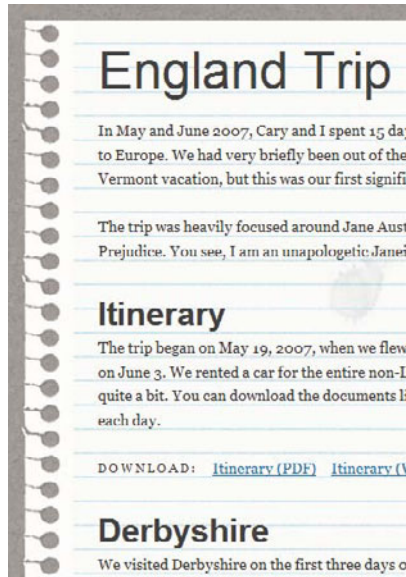 England Trip
In May and June 2007, Cary and I spent 15 day
to Europe. We had very briefly been out of the
Vermont vacation, but this was our first signifi
The trip was heavily focused around Jane Aust
Prejudice. You see, I am an unapologetic Janei
Itinerary
The trip began on May 19, 2007, when we flew
on June 3. We rented a car for the entire non-L
quite a bit. You can download the documents li
each day.
DOWNLOAD: Itinerary (PDF) Itinerary (W
Derbyshire
We visited Derbyshire on the first three days o